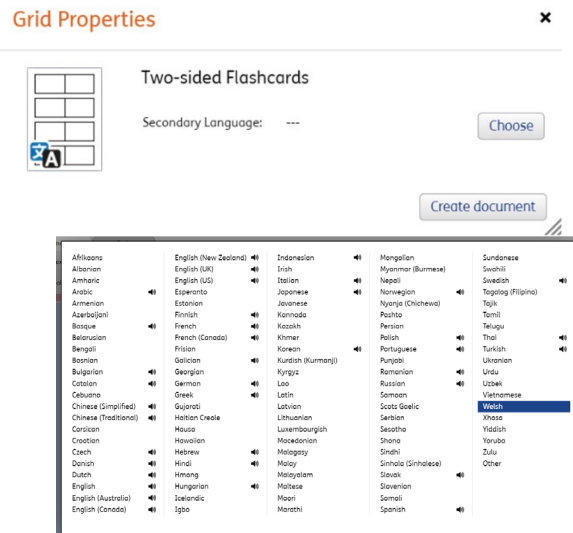 Grid Properties
Two-sided Flashcards
Secondary Language: ---
Choose
Create document
Afrikaans
Albanian
Amharic
Arabic
Armenian
Azerbaijani
Basque
Belarusian
Bengali
Bosnian
Bulgarian
Catalan
Cebuano
Chinese (Simplified)
Chinese (Traditional)
Corsican
Croatian
Czech
Danish
Dutch
English
English (Australia)
English (Canada)
English (New Zealand)
English (UK)
English (US)
Esperanto
Estonian
Finnish
French
French (Canada)
Frisian
Galician
Georgian
German
Greek
Gujarati
Haitian Creole
Hausa
Hawaiian
Hebrew
Hindi
Hmong
Hungarian
Icelandic
Igbo
Indonesian
Irish
Italian
Japanese
Javanese
Kannada
Kazakh
Khmer
Korean
Kurdish (Kurmanji)
Kyrgyz
Lao
Latin
Latvian
Lithuanian
Luxembourgish
Macedonian
Malagasy
Malay
Malayalam
Maltese
Maori
Marathi
Mongolian
Myanmar (Burmese)
Nepali
Norwegian
Nyanja (Chichewa)
Pashto
Persian
Polish
Portuguese
Punjabi
Romanian
Russian
Samoan
Scots Gaelic
Serbian
Sesotho
Shona
Sindhi
Sinhala (Sinhalese)
Slovak
Slovenian
Somali
Spanish
Sundanese
Swahili
Swedish
Tagalog (Filipino)
Tajik
Tamil
Telugu
Thai
Turkish
Ukranian
Urdu
Uzbek
Vietnamese
Welsh
Xhosa
Yiddish
Yoruba
Zulu
Other